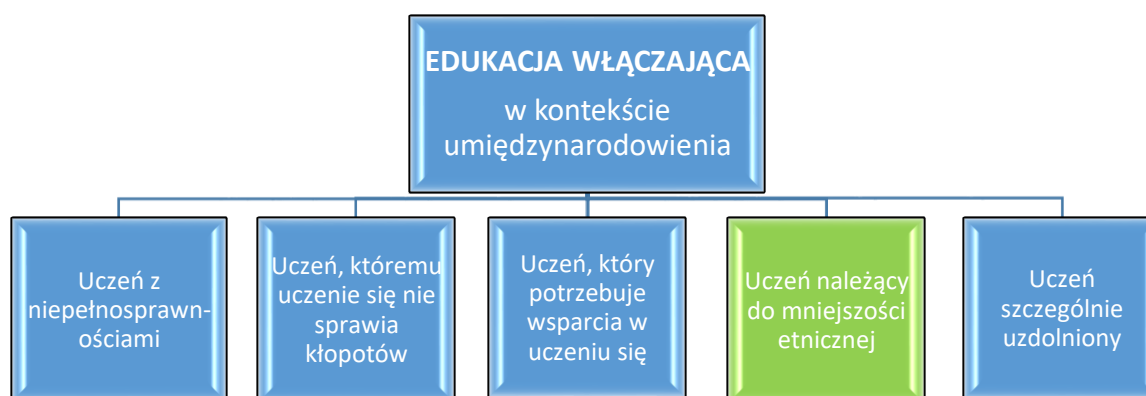 EDUKACJA WŁĄCZAJĄCA
w kontekście
umiędzynarodowienia
Uczeń z
niepełnosprawn-
ościami
Uczeń, któremu
uczenie się nie
sprawia
kłopotów
Uczeń, który
potrzebuje
wsparcia w
uczeniu się
Uczeń należący
do mniejszości
etnicznej
Uczeń
szczególnie
uzdolniony